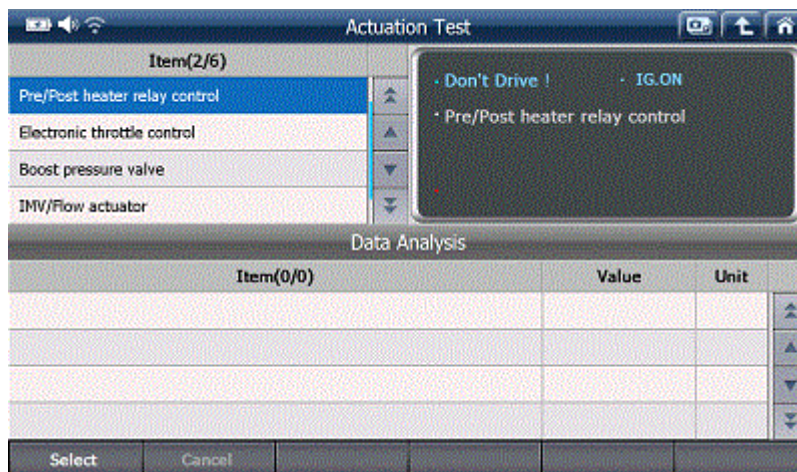 Actuation Test
Item(2/6)
Pre/Post heater relay control
Electronic throttle control
Boost pressure valve
IMV/Flow actuator
· Don't Drive ! · IG.ON
· Pre/Post heater relay control
Data Analysis
Item(0/0) Value Unit
Select Cancel